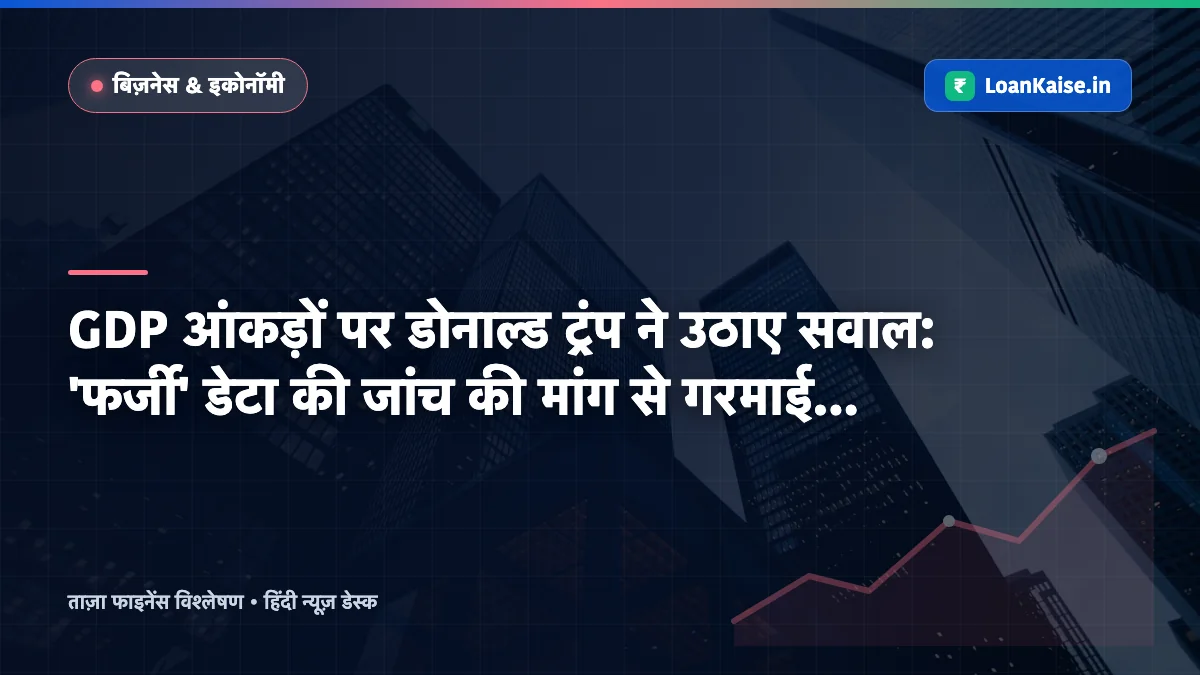 बिज़नेस & इकोनॉमी
₹ LoanKaise.in
GDP आंकड़ों पर डोनाल्ड ट्रंप ने उठाए सवाल:
'फर्जी' डेटा की जांच की मांग से गरमाई...
ताज़ा फाइनेंस विश्लेषण • हिंदी न्यूज़ डेस्क